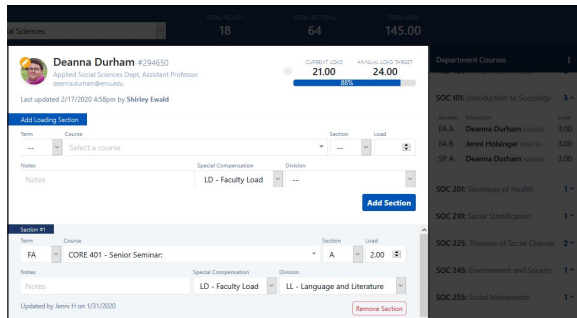 al Sciences
TOTAL FACULTY TOTAL SECTIONS TOTAL LOAD
18 64 145.00
Deanna Durham #294650
Applied Social Sciences Dept, Assistant Professor
deanna.durham@emu.edu
CURRENT LOAD ANNUAL LOAD TARGET
21.00 24.00
88%
Last updated 2/17/2020 4:58pm by Shirley Ewald
Add Loading Section
Term Course Section Load
-- Select a course --
Notes Special Compensation Division
Notes LD - Faculty Load --
Add Section
Section #1
Term Course Section Load
FA CORE 401 - Senior Seminar: A 2.00
Notes Special Compensation Division
Notes LD - Faculty Load LL - Language and Literature
Updated by Jenni H on 1/31/2020
Remove Section
Department Courses
SOC 101: Introduction to Sociology 3
Section Instructor Load
FA A Deanna Durham #294650 3.00
FA B Jenni Holsinger 3.00
SP A Deanna Durham #294650 3.00
SOC 201: Sociology of Health 1
SOC 210: Social Stratification 1
SOC 225: Theories of Social Change 2
SOC 245: Environment and Society 1
SOC 255: Social Movements 1